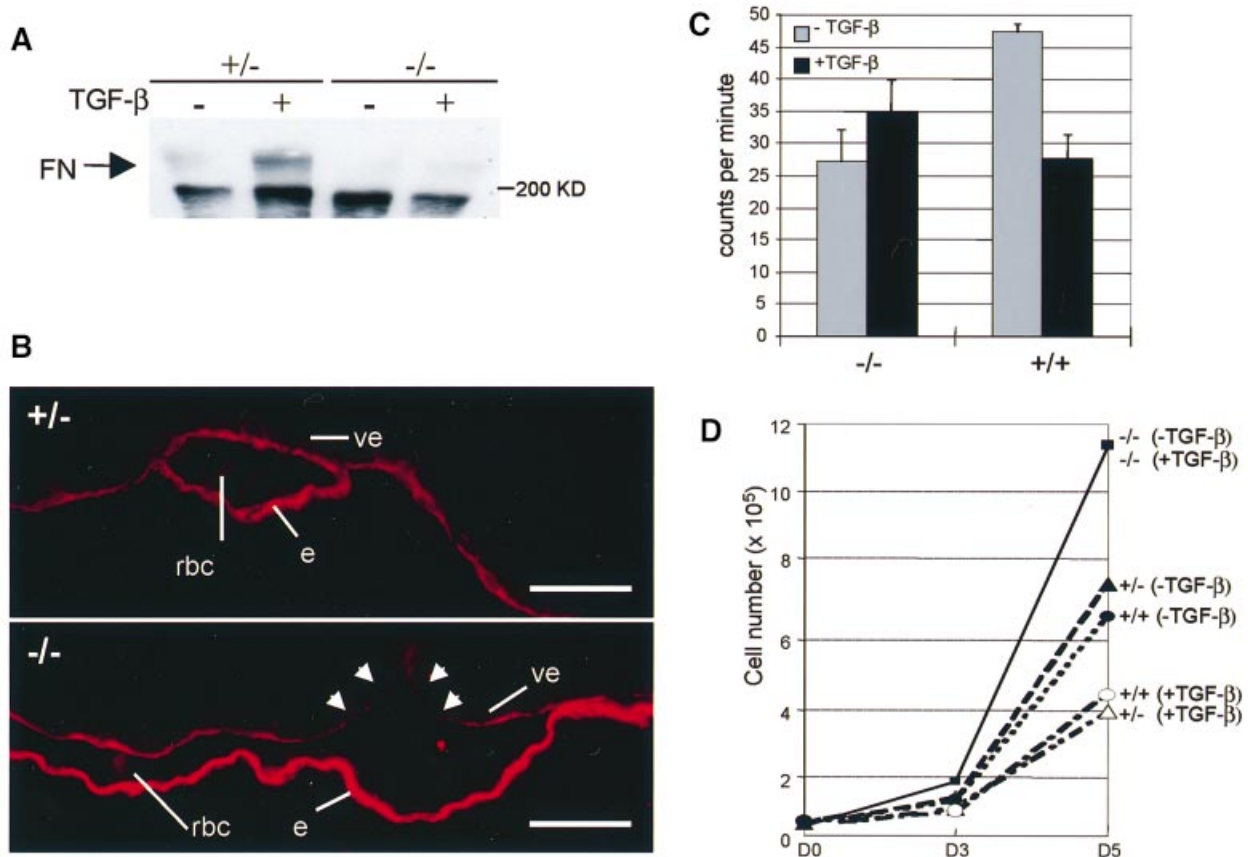 A
+/- -/-
TGF-β - + - +
FN
200 KD
B
+/-
ve
rbc
e
-/-
ve
rbc
e
C
counts per minute
50
45
40
35
30
25
20
15
10
5
0
- TGF-β
+TGF-β
-/- +/+
D
Cell number (x 10⁵)
12
10
8
6
4
2
0
D0 D3 D5
-/- (-TGF-β)
-/- (+TGF-β)
+/- (-TGF-β)
+/+ (-TGF-β)
+/+ (+TGF-β)
+/- (+TGF-β)